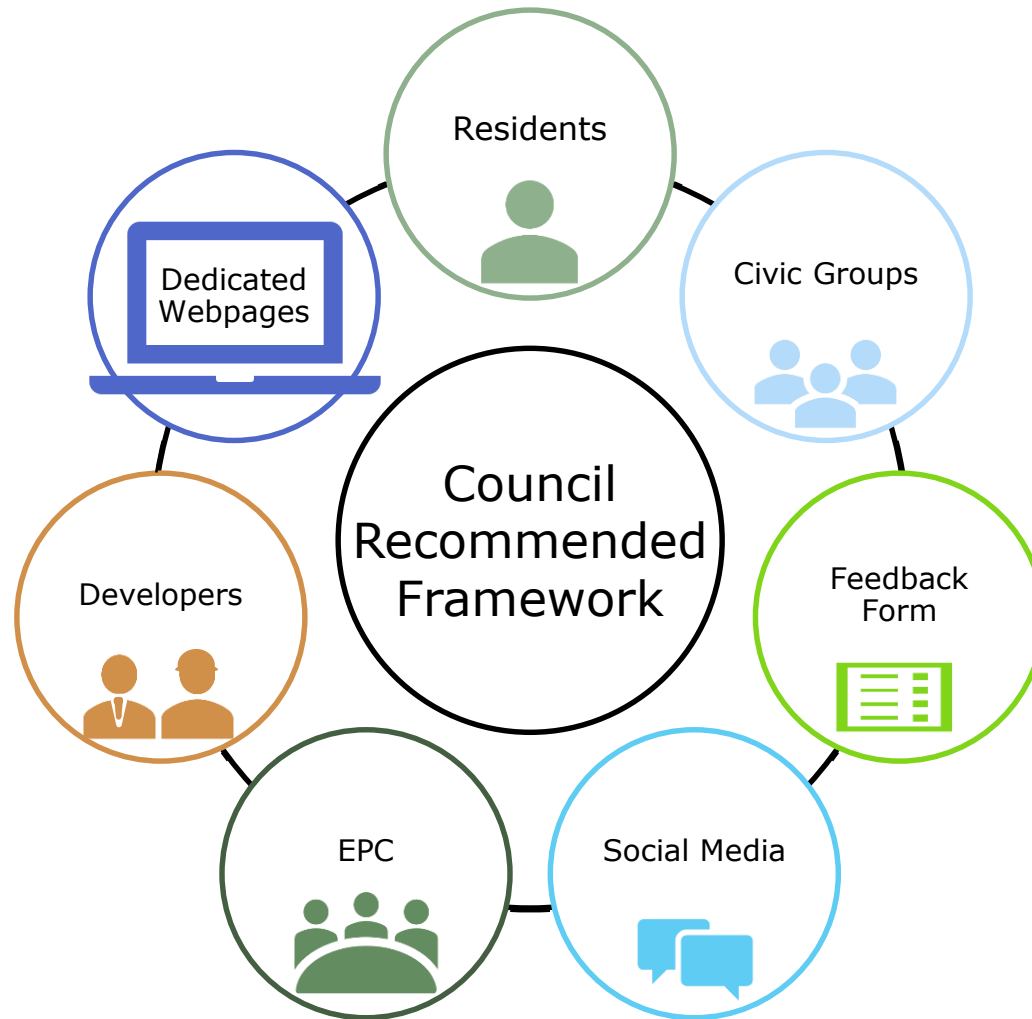 Residents
Civic Groups
Feedback
Form
Social Media
EPC
Developers
Dedicated
Webpages
Council
Recommended
Framework